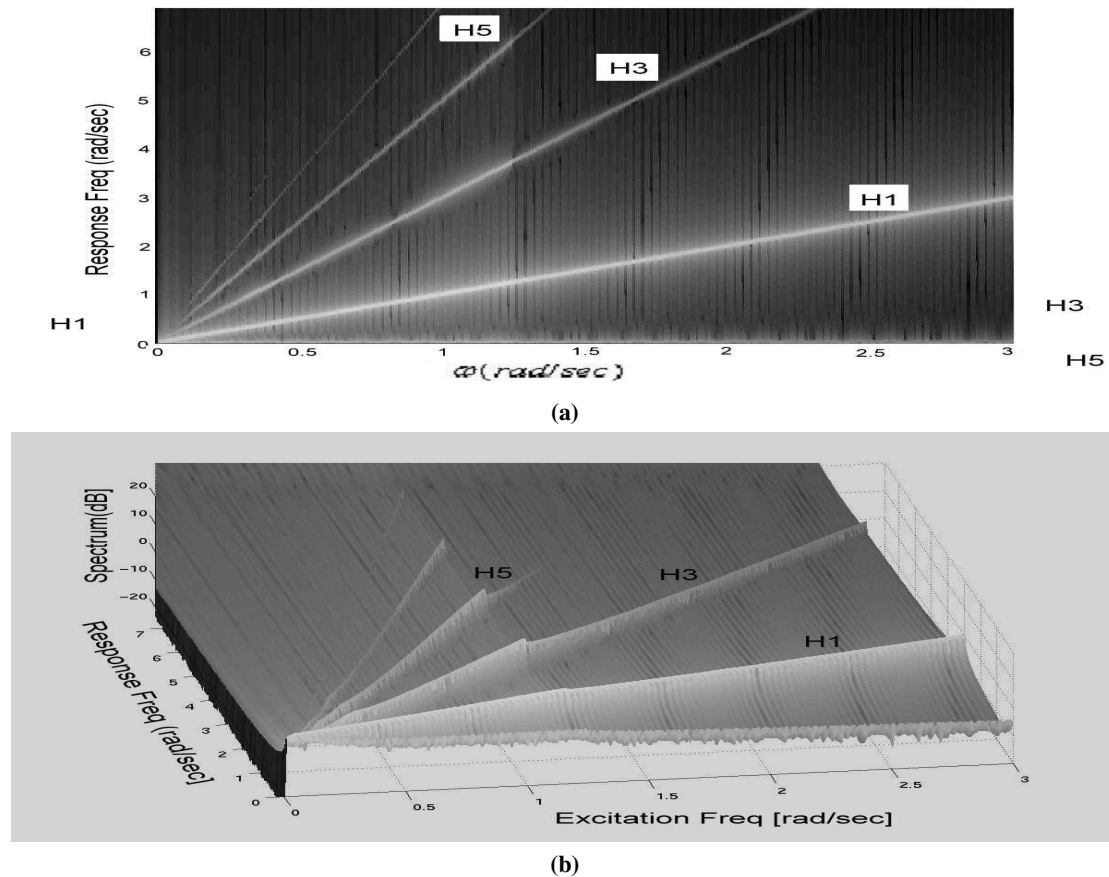 6
5
4
3
2
1
0
Response Freq (rad/sec)
H5
H3
H1
H1
H3
H5
0
0.5
1
1.5
2
2.5
3
ω(rad/sec)
(a)
20
10
0
−10
−20
Spectrum(dB]
7
6
5
4
3
2
1
0
Response Freq (rad/sec]
H5
H3
H1
0
0.5
1
1.5
2
2.5
3
Excitation Freq [rad/sec]
(b)